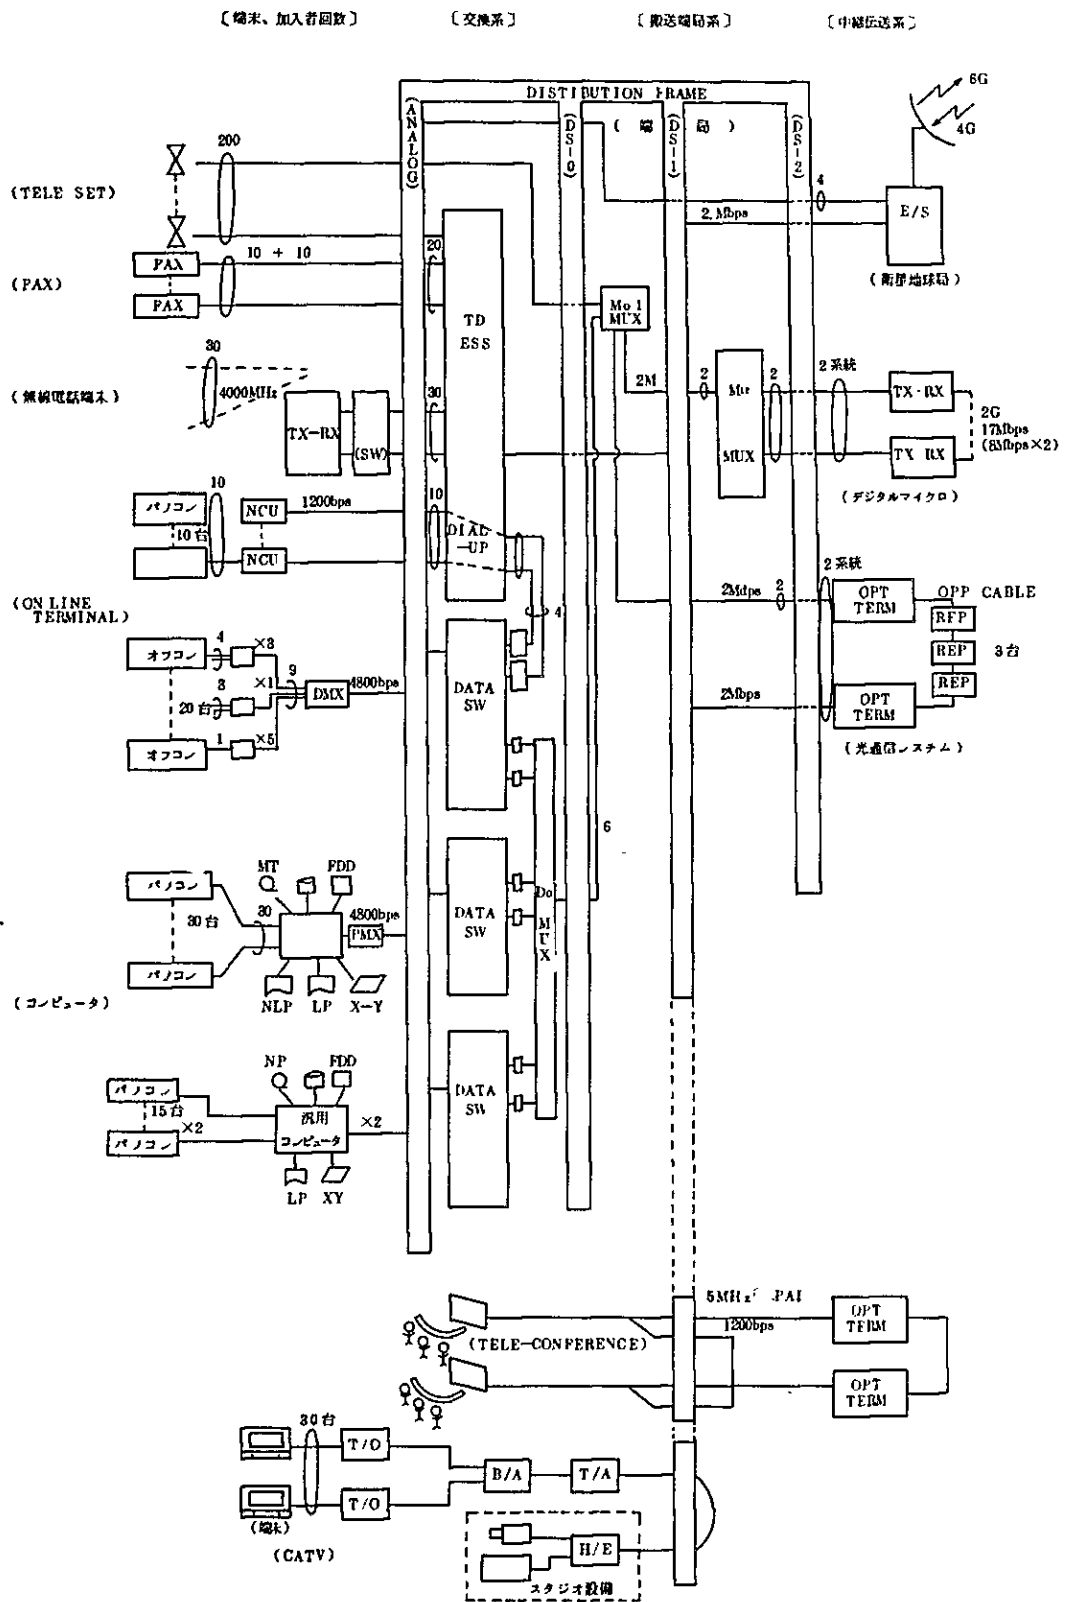 〔端末、加入者回数〕
〔交換系〕
〔搬送端局系〕
〔中継伝送系〕
DISTIBUTION FRAME
(ANALOG)
(DS-0)
(端局)
(DS-1)
(DS-2)
6G
4G
200
(TELE SET)
4
2.Mbps
E/S
(衛星地球局)
10 + 10
20
PAX
(PAX)
PAX
TD
ESS
Mo1
MUX
30
4000MHz
(無線電話端末)
TX-RX
(SW)
30
2M
2
MUX
2
2系統
TX-RX
TX RX
2G
17Mbps
(8Mbps×2)
(デジタルマイクロ)
10
パソコン
10台
NCU
1200bps
NCU
10
DIAL
-UP
4
(ON LINE
TERMINAL)
2Mdps
2
2系統
OPT
TERM
OPP CABLE
RFP
REP
3台
REP
オフコン
4
×3
3
×1
20台
9
DMX
4800bps
オフコン
1
×5
DATA
SW
2Mbps
OPT
TERM
(光通信システム)
6
パソコン
30台
パソコン
30
MT
FDD
4800bps
PMX
NLP
LP
X-Y
DATA
SW
Do
MUX
(コンピュータ)
パソコン
15台
パソコン
×2
NP
FDD
汎用
コンピュータ
×2
LP
XY
DATA
SW
5MHz
1200bps
OPT
TERM
(TELE-CONFERENCE)
OPT
TERM
30台
T/O
T/O
B/A
T/A
(端末)
(CATV)
H/E
スタジオ設備